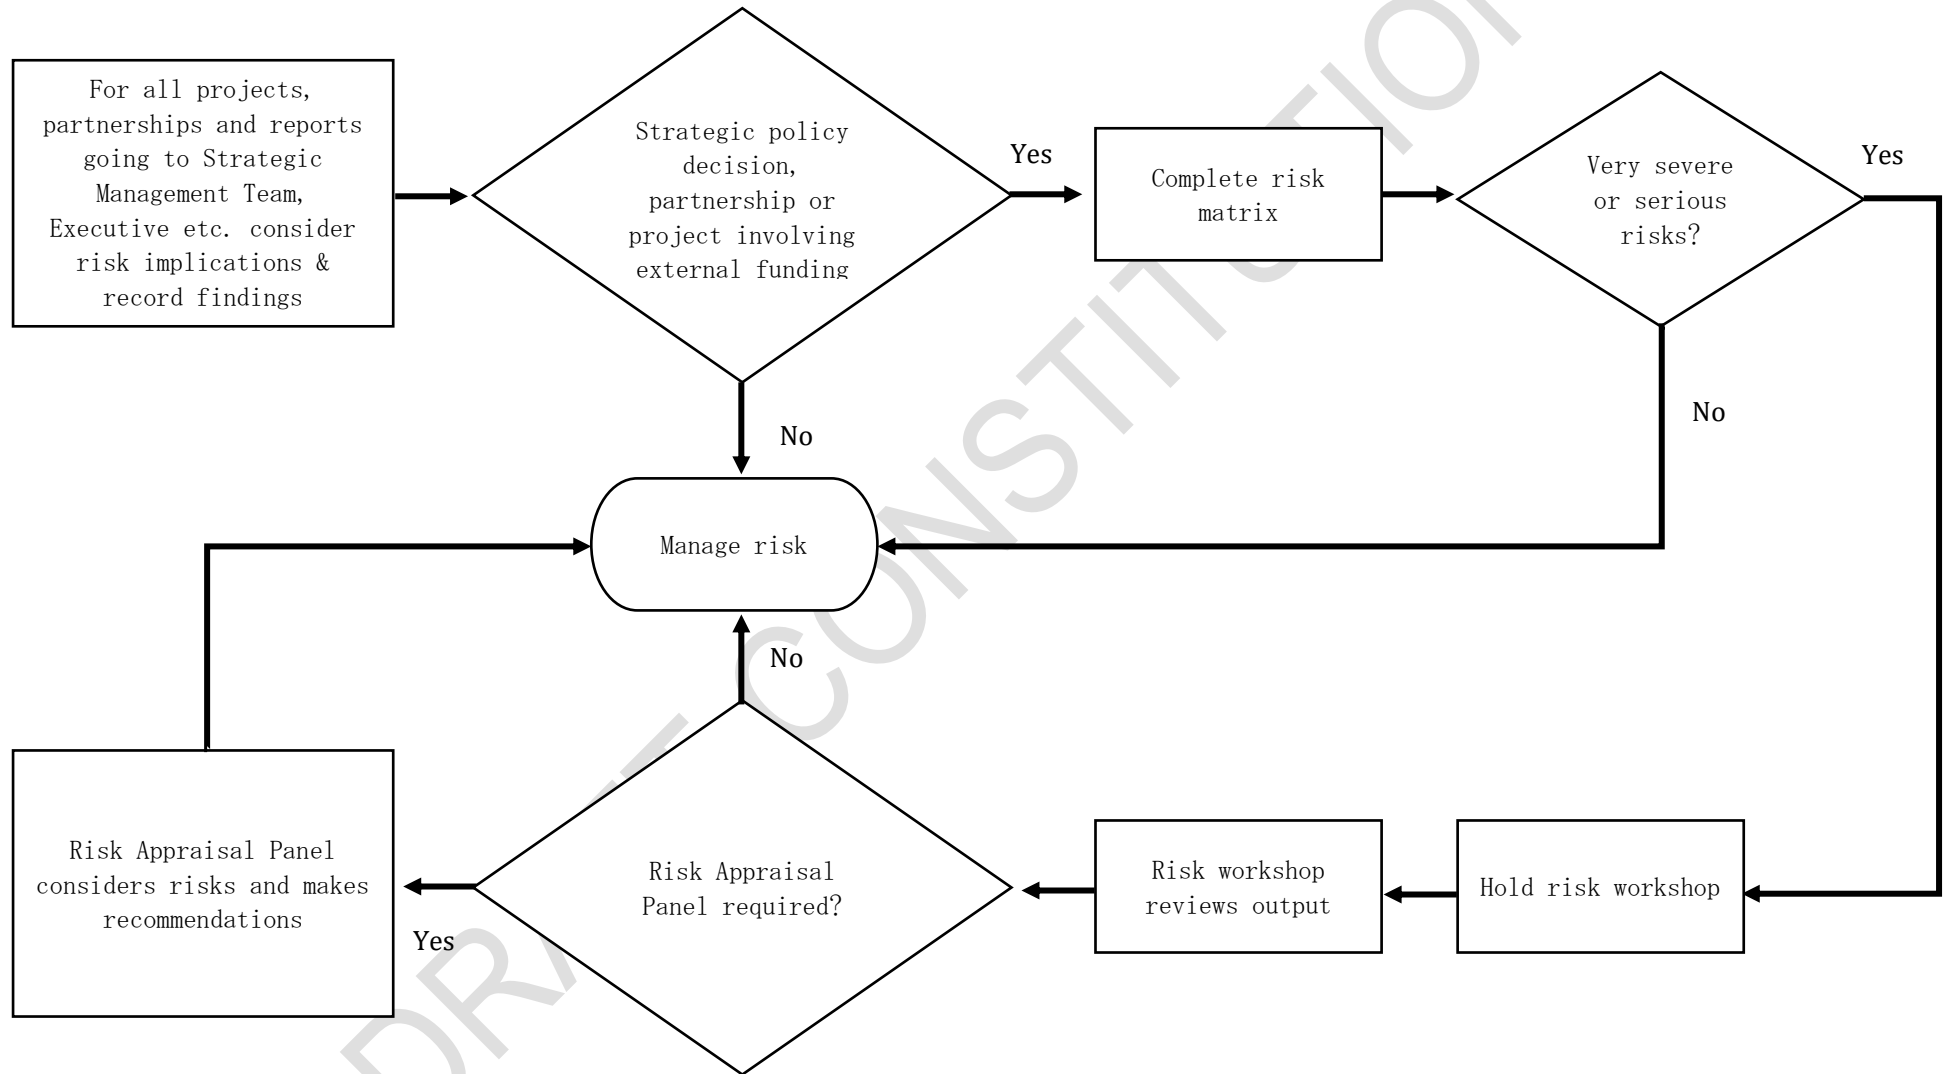 For all projects,
partnerships and reports
going to Strategic
Management Team,
Executive etc. consider
risk implications &
record findings
Strategic policy
decision,
partnership or
project involving
external funding
Yes
Complete risk
matrix
Very severe
or serious
risks?
Yes
No
No
Manage risk
No
Risk Appraisal Panel
considers risks and makes
recommendations
Yes
Risk Appraisal
Panel required?
Risk workshop
reviews output
Hold risk workshop
DRAFT CONSTITUTION